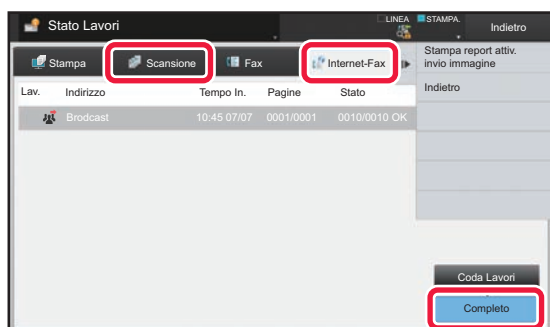 Stato Lavori
LINEA
STAMPA.
Indietro
Stampa
Scansione
Fax
Internet-Fax
Stampa report attiv.
invio immagine
Lav. Indirizzo Tempo In. Pagine Stato
Indietro
Brodcast 10:45 07/07 0001/0001 0010/0010 OK
Coda Lavori
Completo